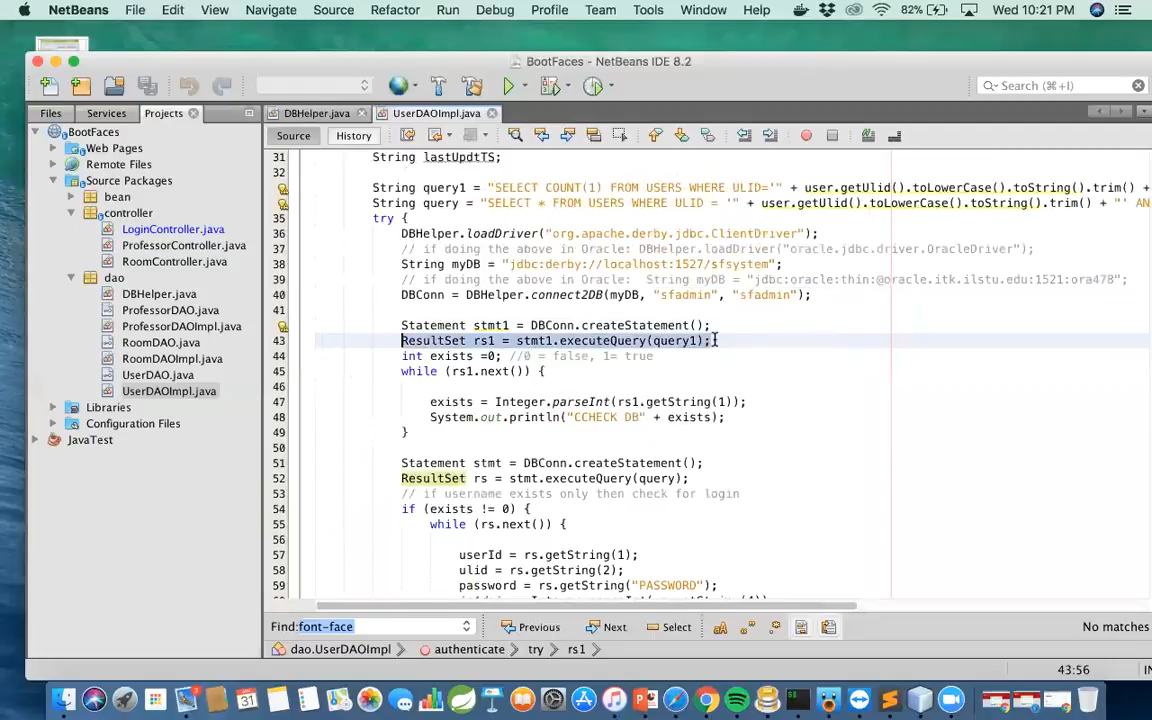 NetBeans File Edit View Navigate Source Refactor Run Debug Profile Team Tools Window Help 82% Wed 10:21 PM
BootFaces - NetBeans IDE 8.2
Search (⌘+I)
Files Services Projects DBHelper.java UserDAOImpl.java
Source History
BootFaces
Web Pages
Remote Files
Source Packages
bean
controller
LoginController.java
ProfessorController.java
RoomController.java
dao
DBHelper.java
ProfessorDAO.java
ProfessorDAOImpl.java
RoomDAO.java
RoomDAOImpl.java
UserDAO.java
UserDAOImpl.java
Libraries
Configuration Files
JavaTest
31 String lastUpdtTS;
32
33 String query1 = "SELECT COUNT(1) FROM USERS WHERE ULID='" + user.getUlid().toLowerCase().toString().trim() +
34 String query = "SELECT * FROM USERS WHERE ULID = '" + user.getUlid().toLowerCase().toString().trim() + "' AN
35 try {
36 DBHelper.loadDriver("org.apache.derby.jdbc.ClientDriver");
37 // if doing the above in Oracle: DBHelper.loadDriver("oracle.jdbc.driver.OracleDriver");
38 String myDB = "jdbc:derby://localhost:1527/sfsystem";
39 // if doing the above in Oracle: String myDB = "jdbc:oracle:thin:@oracle.itk.ilstu.edu:1521:ora478";
40 DBConn = DBHelper.connect2DB(myDB, "sfadmin", "sfadmin");
41
Statement stmt1 = DBConn.createStatement();
43 ResultSet rs1 = stmt1.executeQuery(query1);
44 int exists =0; //0 = false, 1= true
45 while (rs1.next()) {
46
47 exists = Integer.parseInt(rs1.getString(1));
48 System.out.println("CCHECK DB" + exists);
49 }
50
51 Statement stmt = DBConn.createStatement();
52 ResultSet rs = stmt.executeQuery(query);
53 // if username exists only then check for login
54 if (exists != 0) {
55 while (rs.next()) {
56
57 userId = rs.getString(1);
58 ulid = rs.getString(2);
59 password = rs.getString("PASSWORD");
Find: font-face Previous Next Select No matches
dao.UserDAOImpl authenticate try rs1
43:56 IN